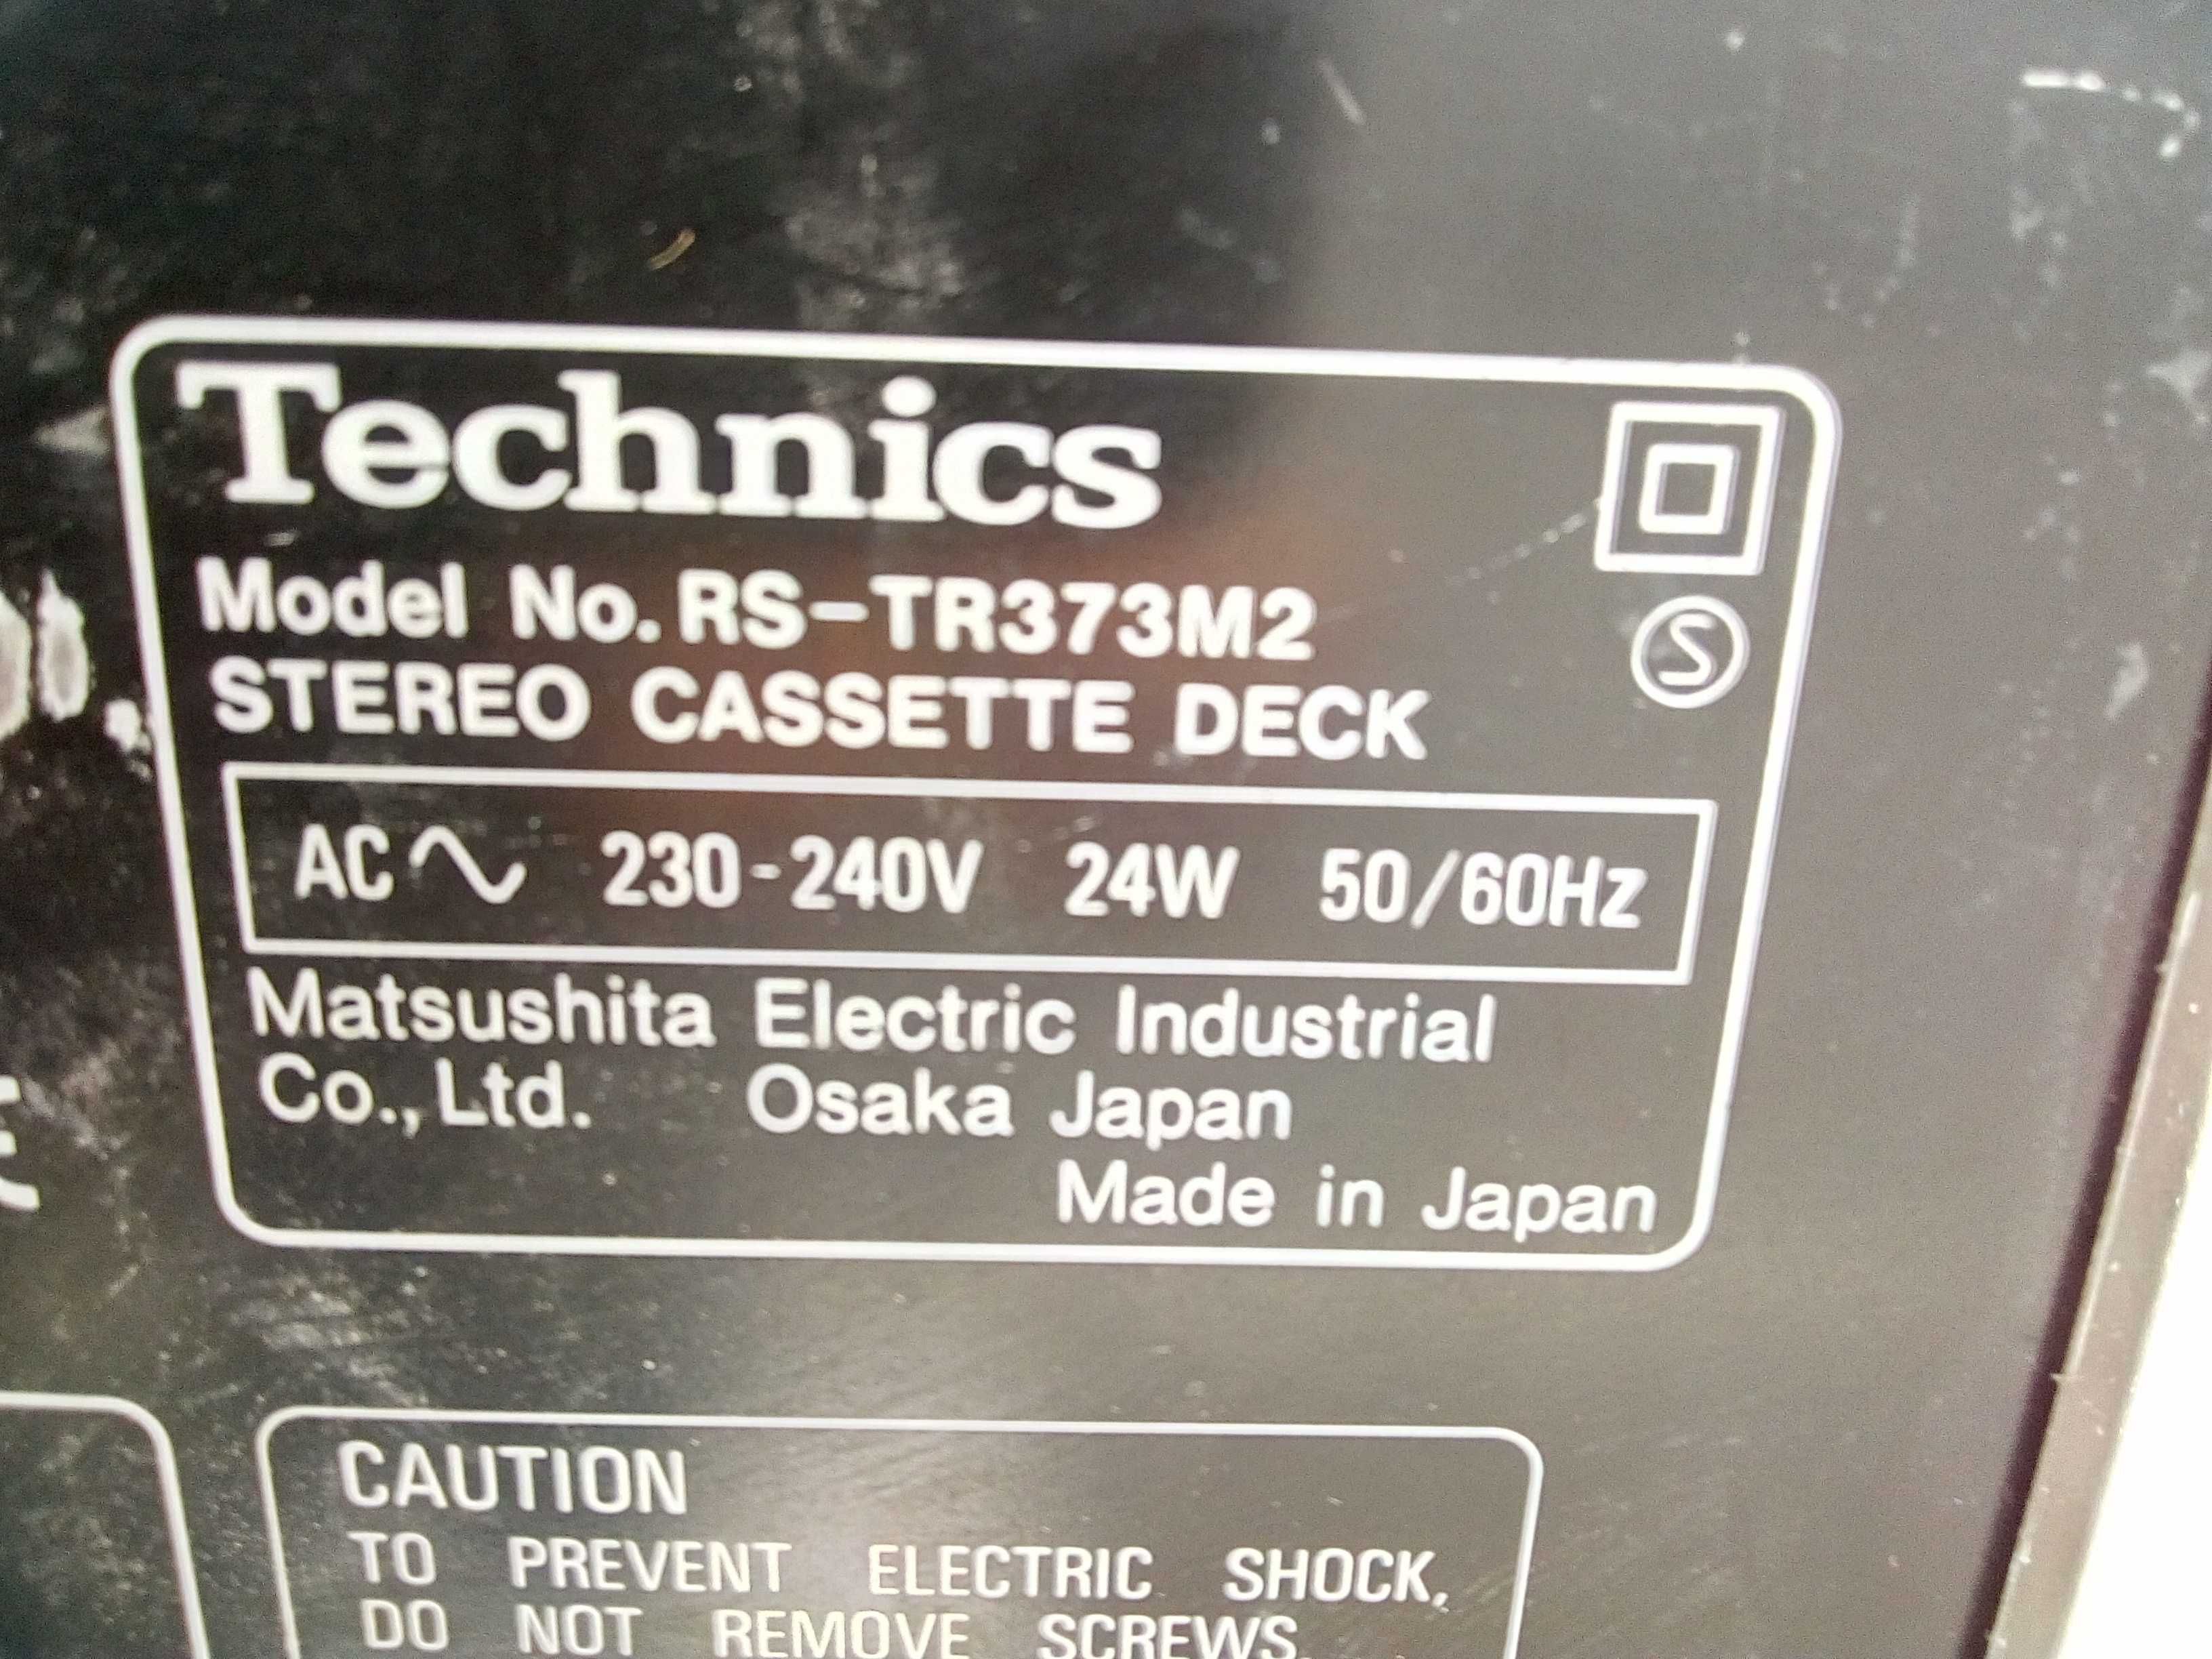 Technics
Model No. RS-TR373M2
STEREO CASSETTE DECK
S
AC ∿ 230-240V 24W 50/60Hz
Matsushita Electric Industrial
Co., Ltd. Osaka Japan
Made in Japan
CAUTION
TO PREVENT ELECTRIC SHOCK,
DO NOT REMOVE SCREWS.